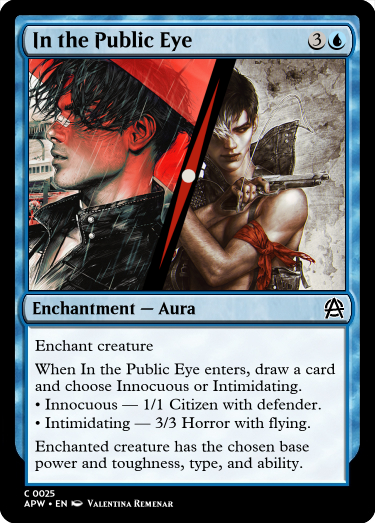 In the Public Eye 3
Enchantment — Aura
Enchant creature
When In the Public Eye enters, draw a card
and choose Innocuous or Intimidating.
• Innocuous — 1/1 Citizen with defender.
• Intimidating — 3/3 Horror with flying.
Enchanted creature has the chosen base
power and toughness, type, and ability.
C 0025
APW • EN Valentina Remenar